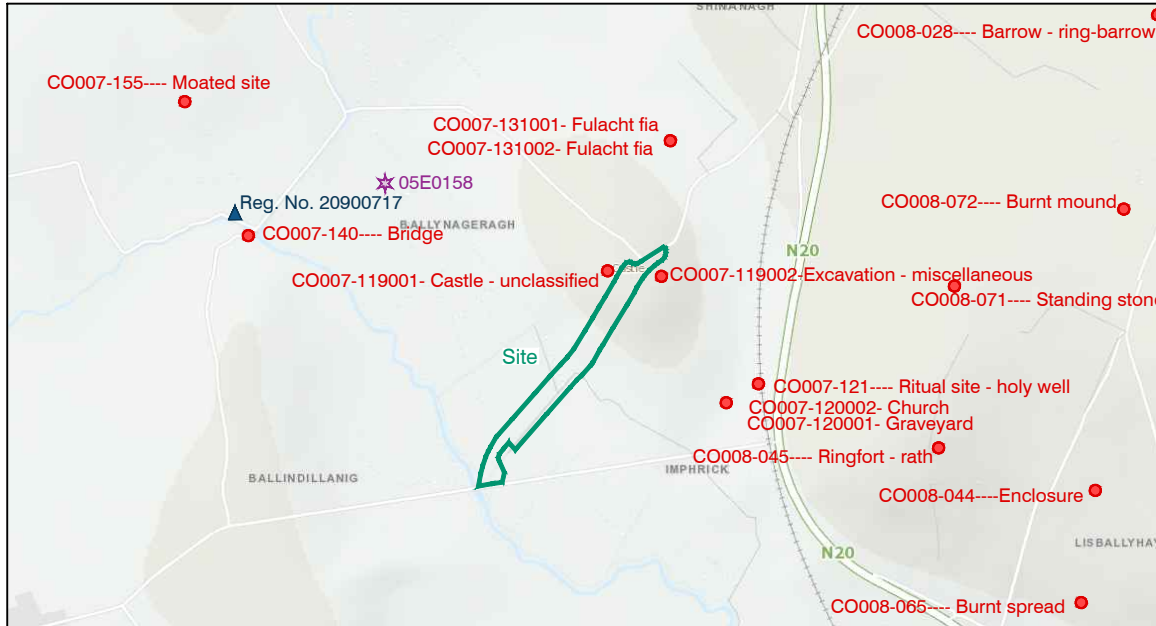 SHINANAGH
CO008-028---- Barrow - ring-barrow
CO007-155---- Moated site
CO007-131001- Fulacht fia
CO007-131002- Fulacht fia
05E0158
Reg. No. 20900717
BALLYNAGERAGH
CO007-140---- Bridge
CO008-072---- Burnt mound
N20
CO007-119001- Castle - unclassified
Castle
CO007-119002-Excavation - miscellaneous
CO008-071---- Standing stone
Site
CO007-121---- Ritual site - holy well
CO007-120002- Church
CO007-120001- Graveyard
CO008-045---- Ringfort - rath
IMPHRICK
BALLINDILLANIG
CO008-044----Enclosure
LISBALLYHAY
N20
CO008-065---- Burnt spread